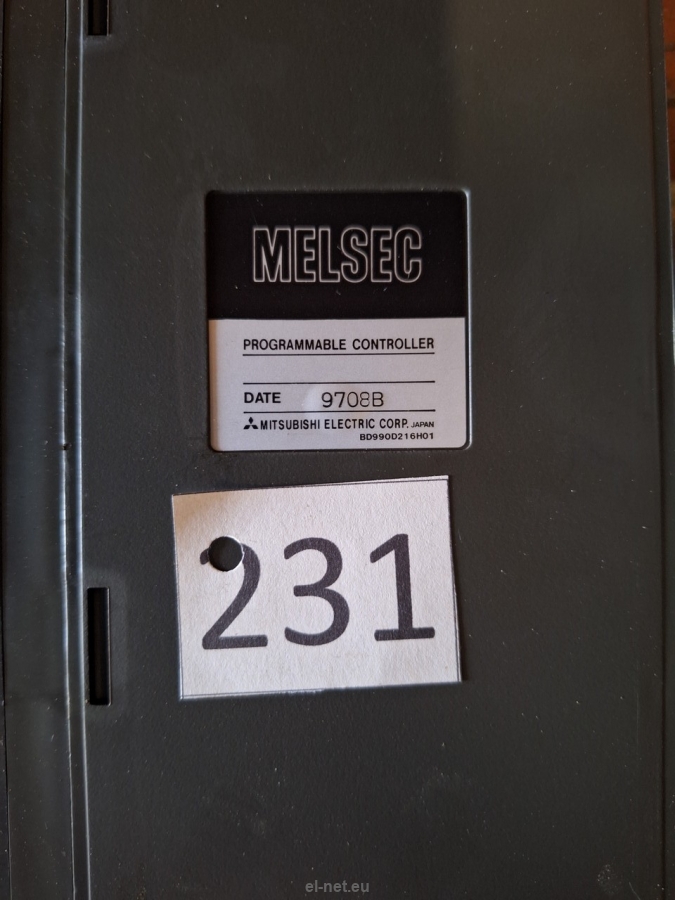 MELSEC
PROGRAMMABLE CONTROLLER
DATE 9708B
MITSUBISHI ELECTRIC CORP. JAPAN
BD990D216H01
231
el-net.eu